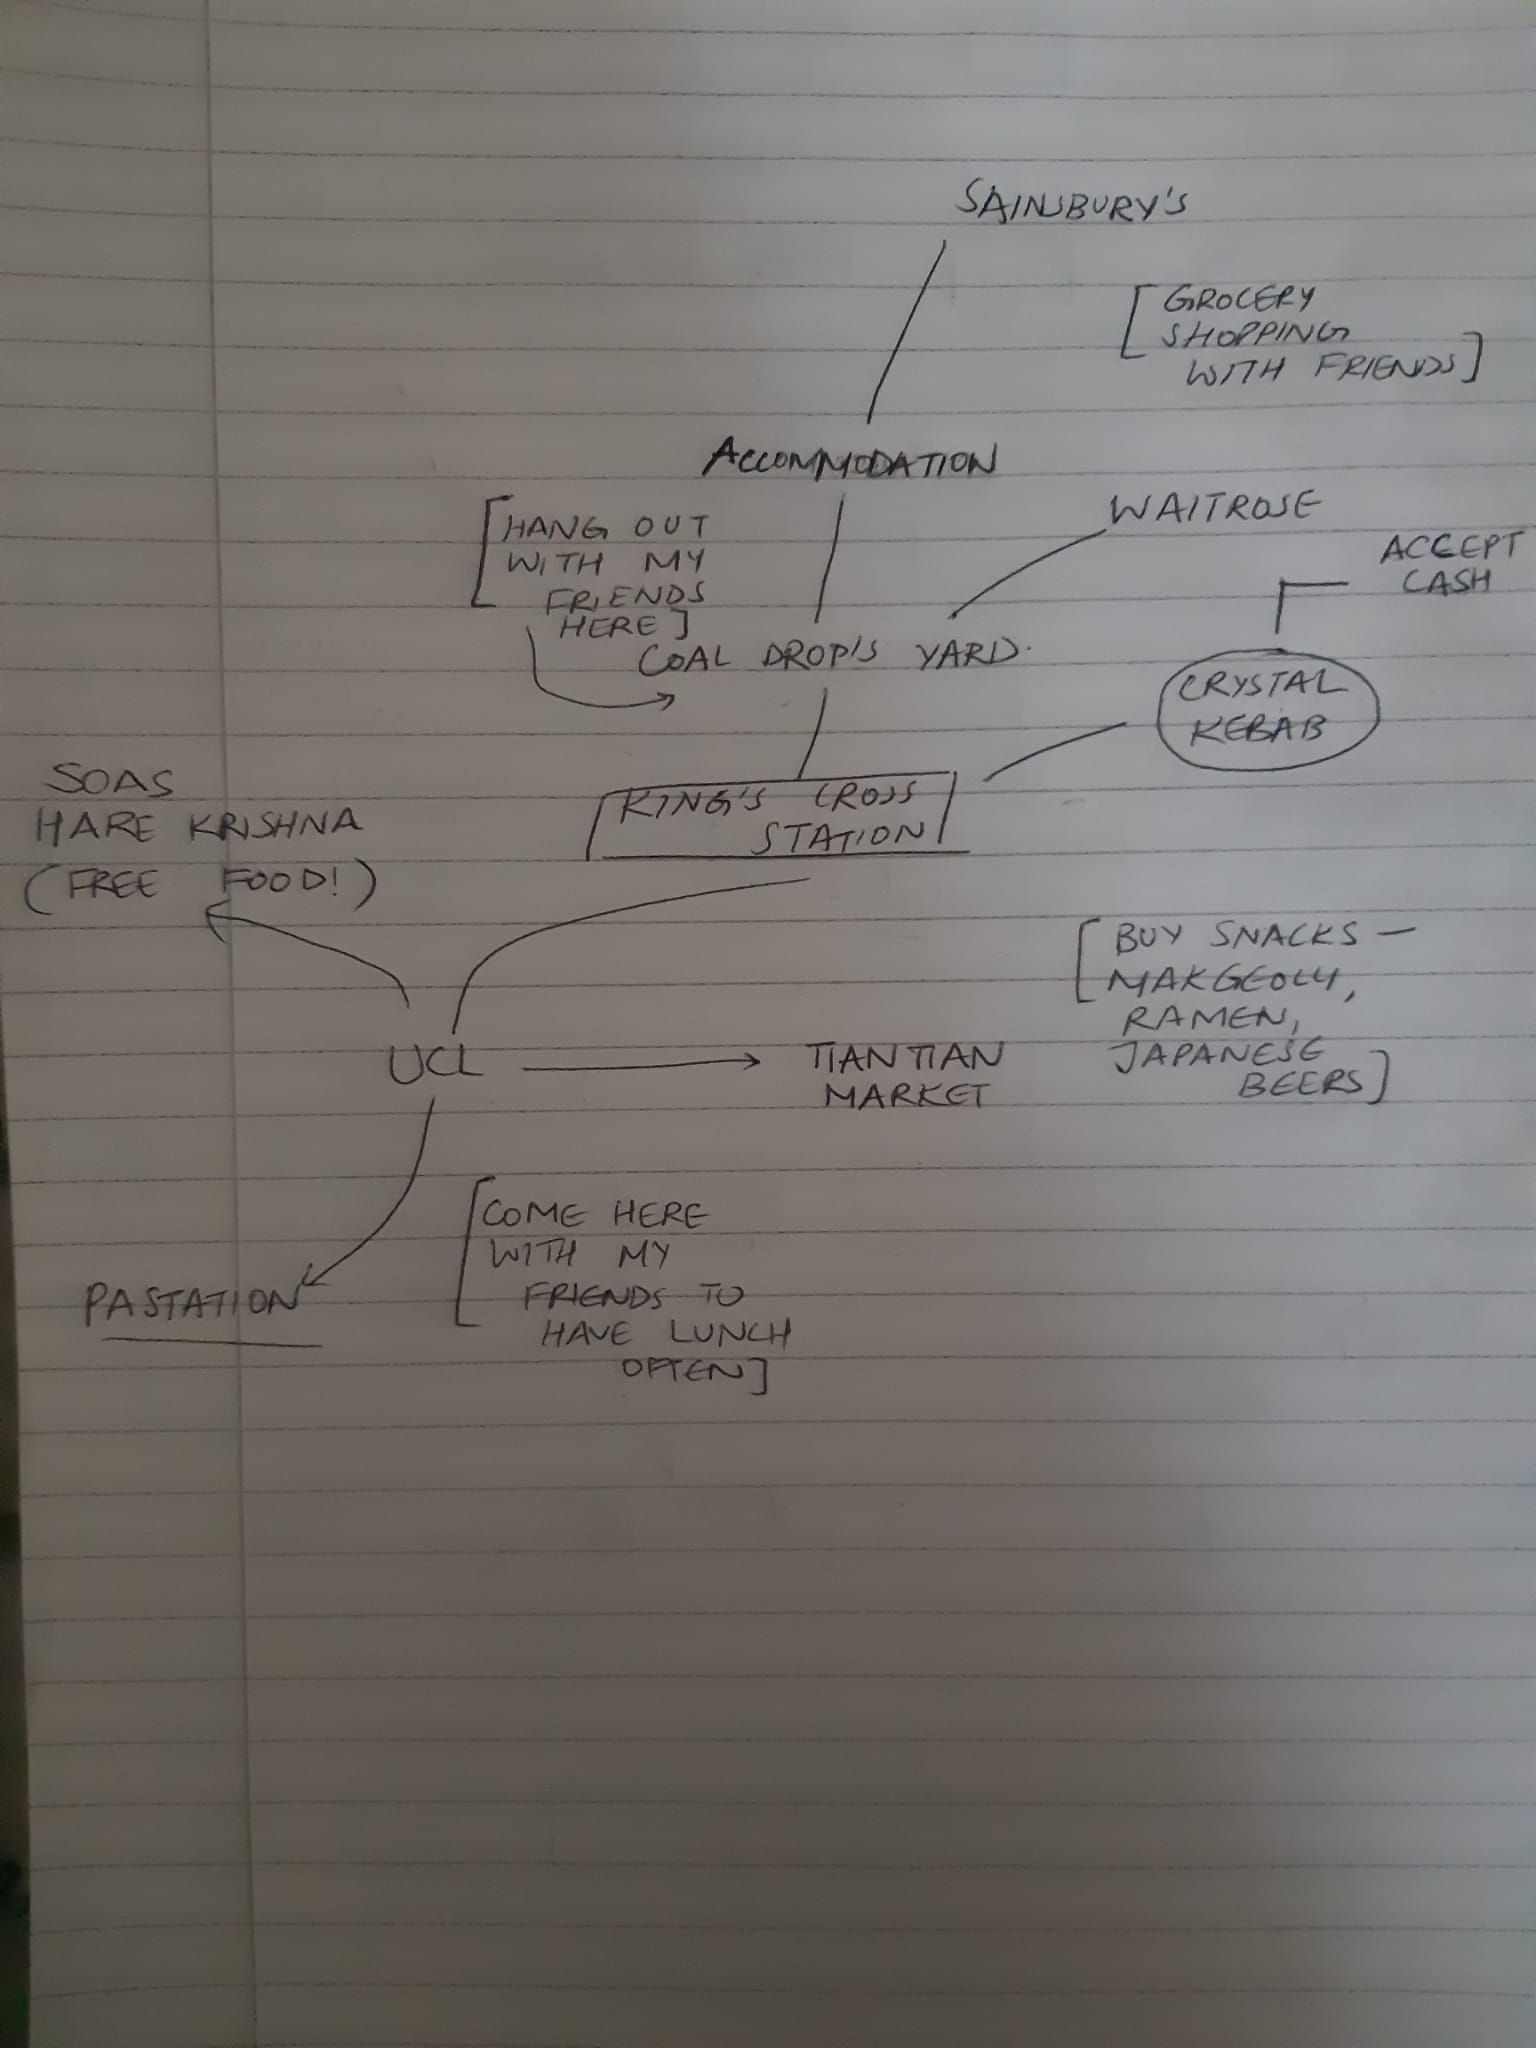 SAINSBURY'S
[GROCERY
SHOPPING
WITH FRIENDS]
ACCOMMODATION
WAITROSE
[HANG OUT
WITH MY
FRIENDS
HERE]
ACCEPT
CASH
COAL DROP'S YARD.
CRYSTAL
KEBAB
KING'S CROSS
STATION
SOAS
HARE KRISHNA
(FREE FOOD!)
[BUY SNACKS —
MAKGEOLLY,
RAMEN,
JAPANESE
BEERS]
UCL
TIAN TIAN
MARKET
[COME HERE
WITH MY
FRIENDS TO
HAVE LUNCH
OFTEN]
PASTATION